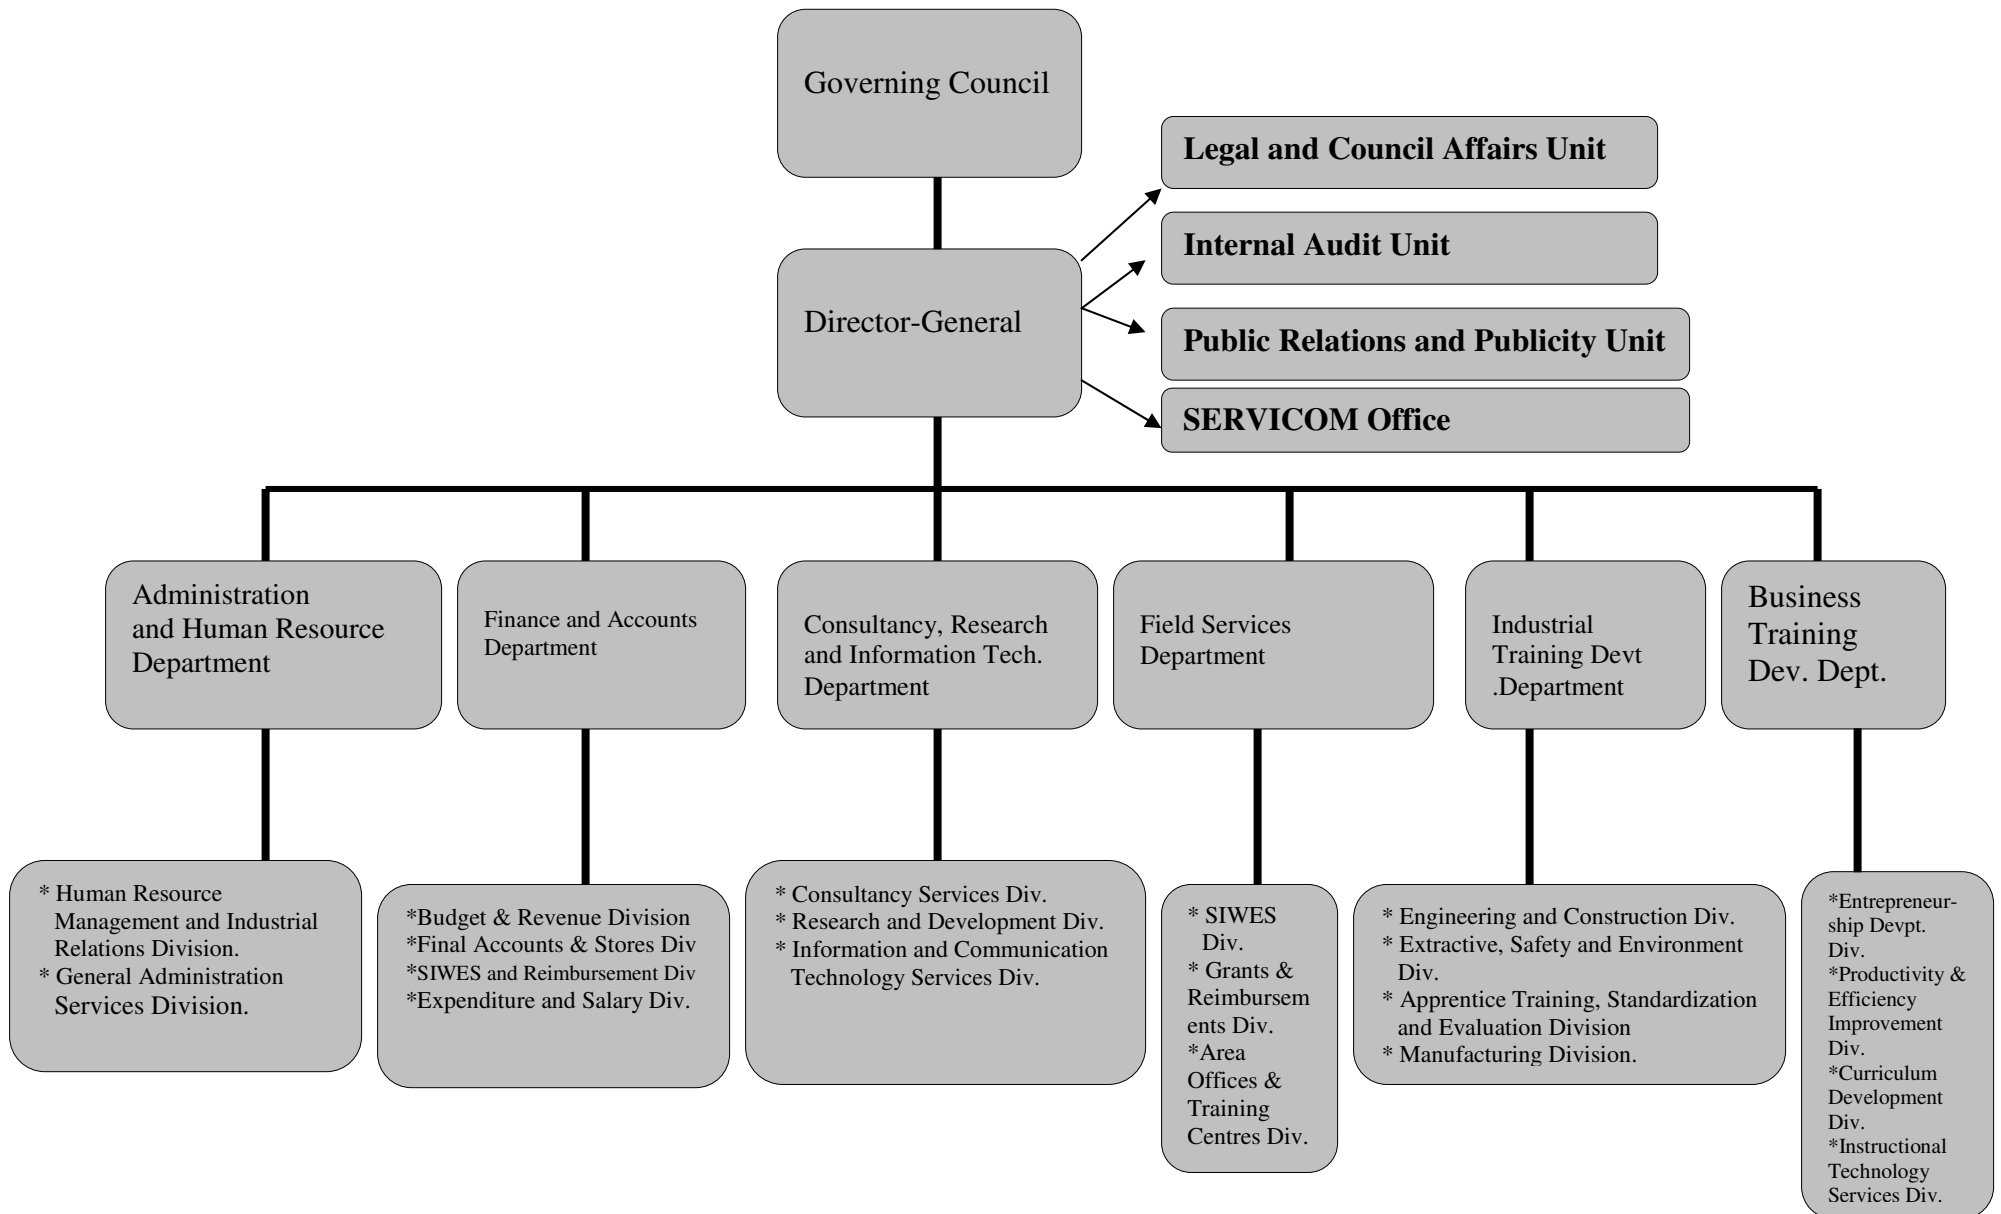 Governing Council
Legal and Council Affairs Unit
Internal Audit Unit
Director-General
Public Relations and Publicity Unit
SERVICOM Office
Administration
and Human Resource
Department
Finance and Accounts
Department
Consultancy, Research
and Information Tech.
Department
Field Services
Department
Industrial
Training Devt
.Department
Business
Training
Dev. Dept.
* Human Resource
Management and Industrial
Relations Division.
* General Administration
Services Division.
*Budget & Revenue Division
*Final Accounts & Stores Div
*SIWES and Reimbursement Div
*Expenditure and Salary Div.
* Consultancy Services Div.
* Research and Development Div.
* Information and Communication
Technology Services Div.
* SIWES
Div.
* Grants &
Reimbursem
ents Div.
*Area
Offices &
Training
Centres Div.
* Engineering and Construction Div.
* Extractive, Safety and Environment
Div.
* Apprentice Training, Standardization
and Evaluation Division
* Manufacturing Division.
*Entrepreneur-
ship Devpt.
Div.
*Productivity &
Efficiency
Improvement
Div.
*Curriculum
Development
Div.
*Instructional
Technology
Services Div.